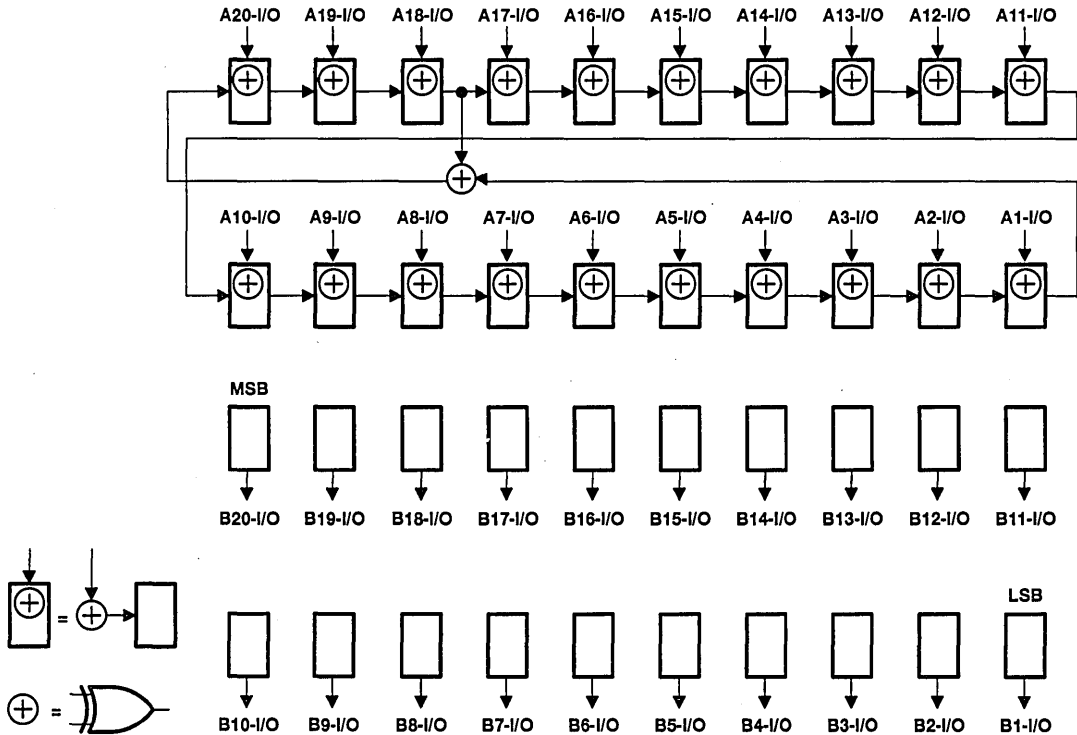 A20-I/O A19-I/O A18-I/O A17-I/O A16-I/O A15-I/O A14-I/O A13-I/O A12-I/O A11-I/O
A10-I/O A9-I/O A8-I/O A7-I/O A6-I/O A5-I/O A4-I/O A3-I/O A2-I/O A1-I/O
MSB
B20-I/O B19-I/O B18-I/O B17-I/O B16-I/O B15-I/O B14-I/O B13-I/O B12-I/O B11-I/O
LSB
=
=
B10-I/O B9-I/O B8-I/O B7-I/O B6-I/O B5-I/O B4-I/O B3-I/O B2-I/O B1-I/O